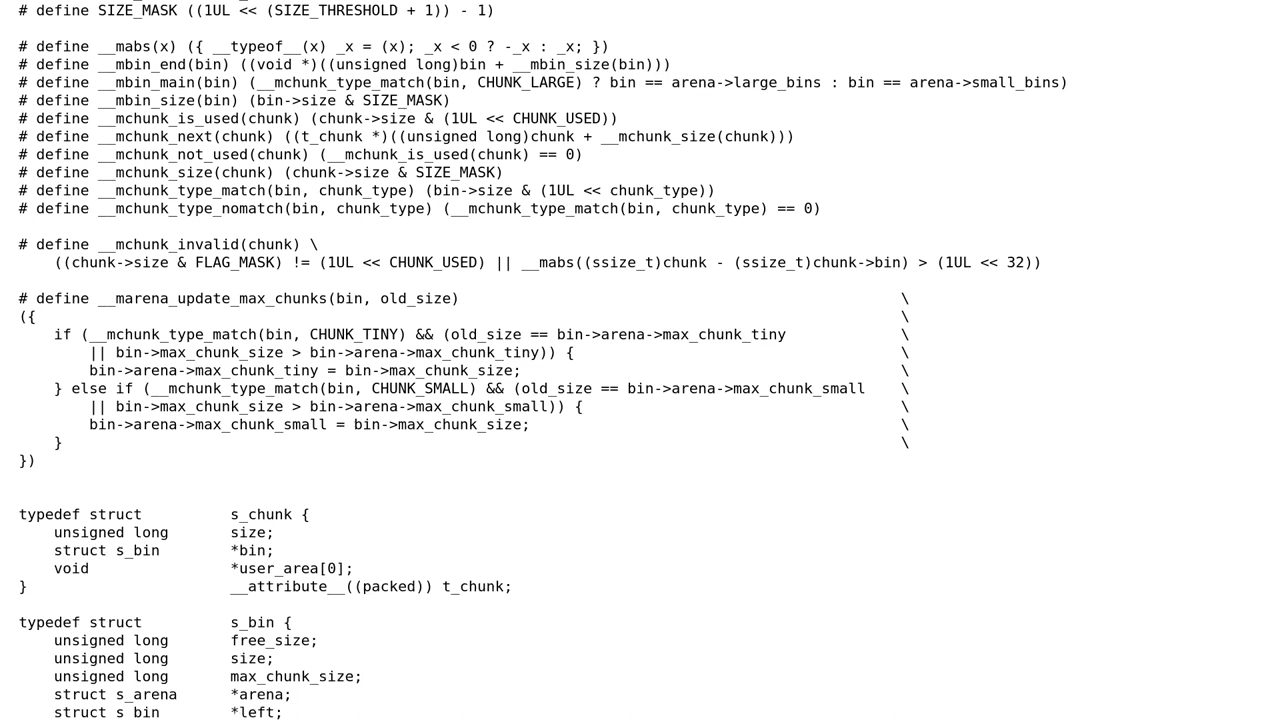 # define SIZE_MASK ((1UL << (SIZE_THRESHOLD + 1)) - 1)

# define __mabs(x) ({ __typeof__(x) _x = (x); _x < 0 ? -_x : _x; })
# define __mbin_end(bin) ((void *)((unsigned long)bin + __mbin_size(bin)))
# define __mbin_main(bin) (__mchunk_type_match(bin, CHUNK_LARGE) ? bin == arena->large_bins : bin == arena->small_bins)
# define __mbin_size(bin) (bin->size & SIZE_MASK)
# define __mchunk_is_used(chunk) (chunk->size & (1UL << CHUNK_USED))
# define __mchunk_next(chunk) ((t_chunk *)((unsigned long)chunk + __mchunk_size(chunk)))
# define __mchunk_not_used(chunk) (__mchunk_is_used(chunk) == 0)
# define __mchunk_size(chunk) (chunk->size & SIZE_MASK)
# define __mchunk_type_match(bin, chunk_type) (bin->size & (1UL << chunk_type))
# define __mchunk_type_nomatch(bin, chunk_type) (__mchunk_type_match(bin, chunk_type) == 0)

# define __mchunk_invalid(chunk) \
    ((chunk->size & FLAG_MASK) != (1UL << CHUNK_USED) || __mabs((ssize_t)chunk - (ssize_t)chunk->bin) > (1UL << 32))

# define __marena_update_max_chunks(bin, old_size)                                                  \
({                                                                                                  \
    if (__mchunk_type_match(bin, CHUNK_TINY) && (old_size == bin->arena->max_chunk_tiny             \
        || bin->max_chunk_size > bin->arena->max_chunk_tiny)) {                                     \
        bin->arena->max_chunk_tiny = bin->max_chunk_size;                                           \
    } else if (__mchunk_type_match(bin, CHUNK_SMALL) && (old_size == bin->arena->max_chunk_small    \
        || bin->max_chunk_size > bin->arena->max_chunk_small)) {                                    \
        bin->arena->max_chunk_small = bin->max_chunk_size;                                          \
    }                                                                                               \
})

typedef struct          s_chunk {
    unsigned long       size;
    struct s_bin        *bin;
    void                *user_area[0];
}                       __attribute__((packed)) t_chunk;

typedef struct          s_bin {
    unsigned long       free_size;
    unsigned long       size;
    unsigned long       max_chunk_size;
    struct s_arena      *arena;
    struct s_bin        *left;